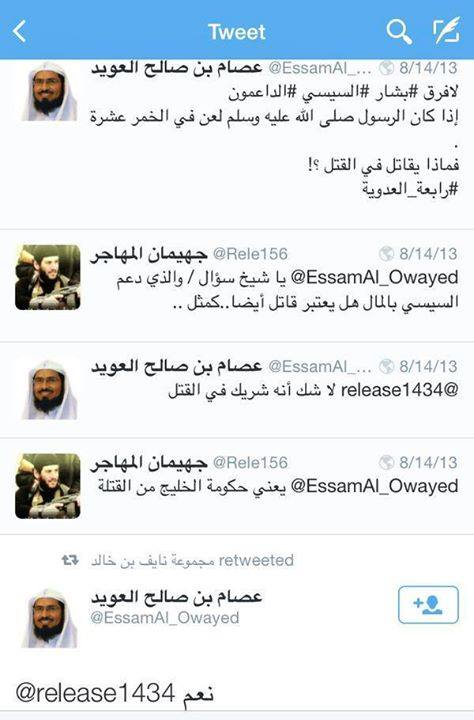 Tweet
عصام بن صالح العويد @EssamAl_... 8/14/13
لافرق #بشار #السيسي #الداعمون
إذا كان الرسول صلى الله عليه وسلم لعن في الخمر عشرة
.
فماذا يقاتل في القتل ؟!
#رابعة_العدوية
جهيمان المهاجر @Rele156 8/14/13
@EssamAl_Owayed يا شيخ سؤال / والذي دعم
السيسي بالمال هل يعتبر قاتل أيضا..كمثل ..
عصام بن صالح العويد @EssamAl_... 8/14/13
@release1434 لا شك أنه شريك في القتل
جهيمان المهاجر @Rele156 8/14/13
@EssamAl_Owayed يعني حكومة الخليج من القتلة
مجموعة نايف بن خالد retweeted
عصام بن صالح العويد
@EssamAl_Owayed
@release1434 نعم